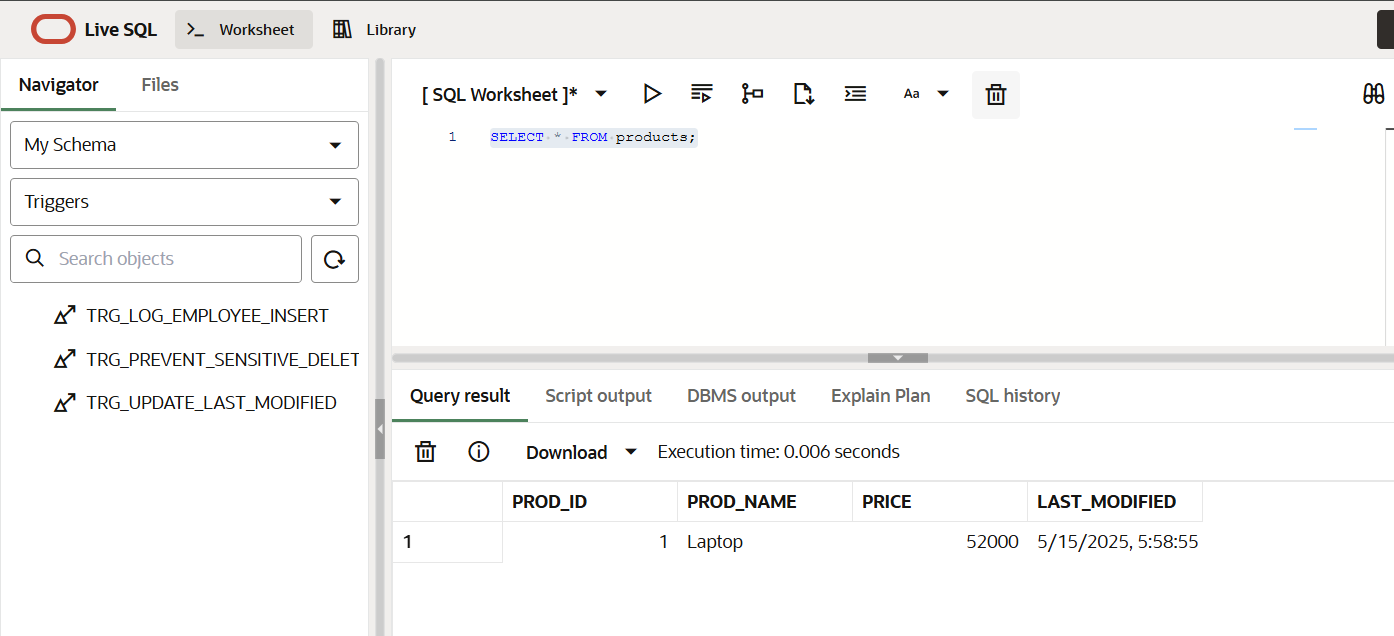 Live SQL Worksheet Library
Navigator Files
My Schema
Triggers
Search objects
TRG_LOG_EMPLOYEE_INSERT
TRG_PREVENT_SENSITIVE_DELET
TRG_UPDATE_LAST_MODIFIED
[ SQL Worksheet ]* Aa
1 SELECT * FROM products;
Query result Script output DBMS output Explain Plan SQL history
Download Execution time: 0.006 seconds
PROD_ID PROD_NAME PRICE LAST_MODIFIED
1 1 Laptop 52000 5/15/2025, 5:58:55